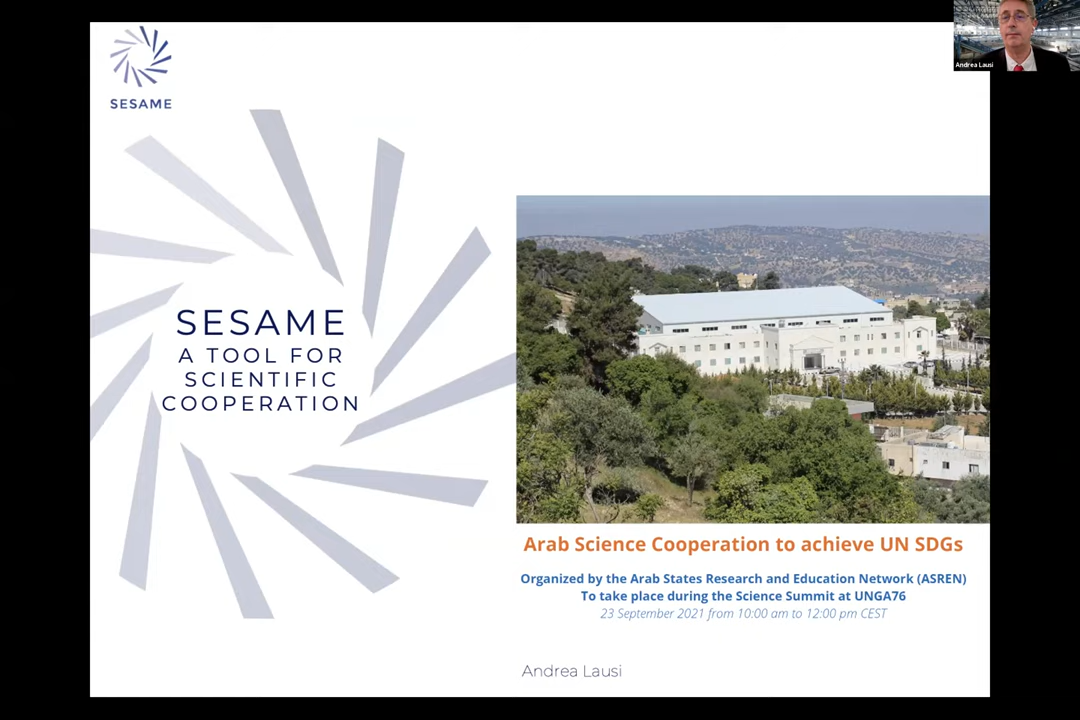 SESAME
SESAME
A TOOL FOR
SCIENTIFIC
COOPERATION
Arab Science Cooperation to achieve UN SDGs
Organized by the Arab States Research and Education Network (ASREN)
To take place during the Science Summit at UNGA76
23 September 2021 from 10:00 am to 12:00 pm CEST
Andrea Lausi
Andrea Lausi